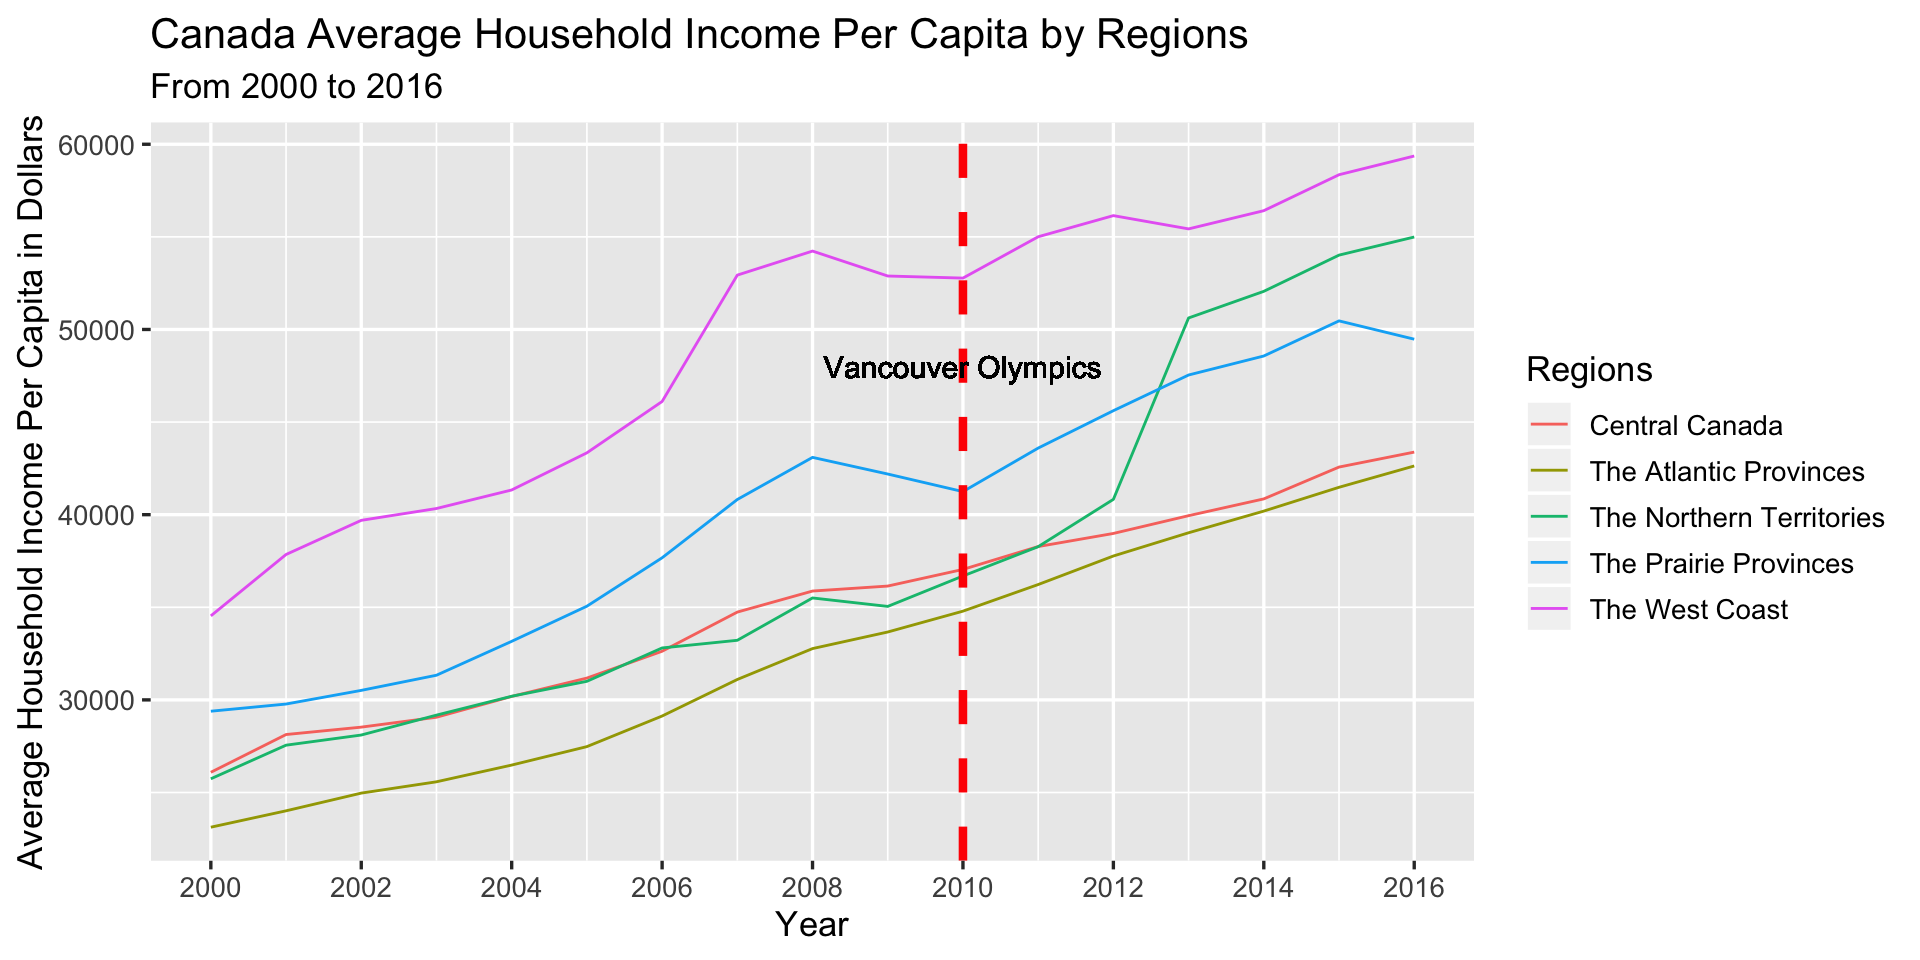 Canada Average Household Income Per Capita by Regions
From 2000 to 2016
Average Household Income Per Capita in Dollars
60000
50000
40000
30000
Vancouver Olympics
2000 2002 2004 2006 2008 2010 2012 2014 2016
Year
Regions
Central Canada
The Atlantic Provinces
The Northern Territories
The Prairie Provinces
The West Coast